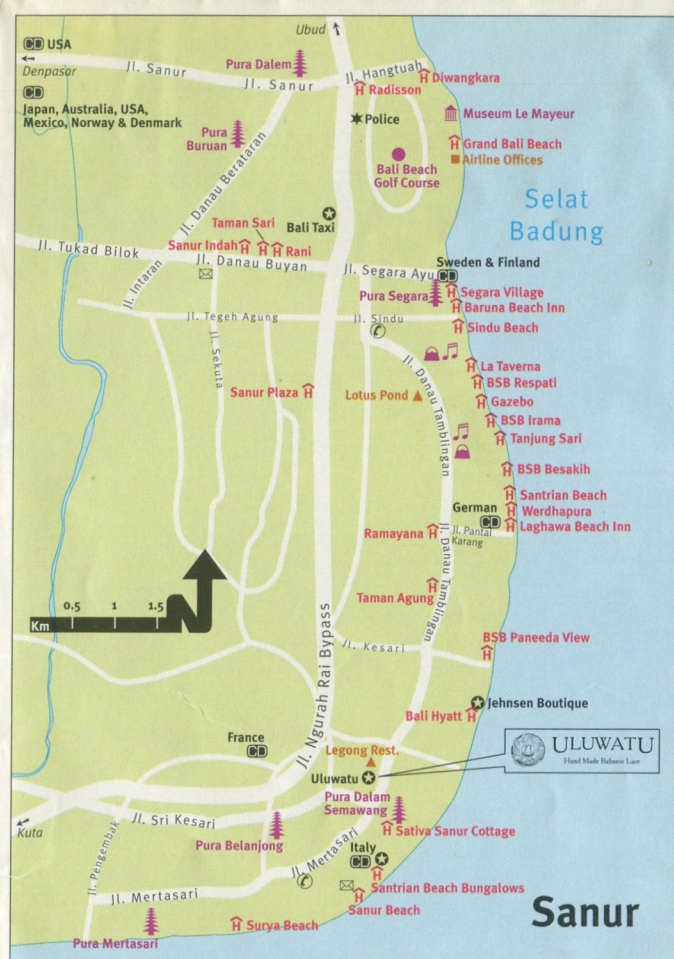 Ubud
USA
Denpasar
Jl. Sanur
Pura Dalem
Jl. Sanur
Jl. Hangtuah
Diwangkara
Radisson
Japan, Australia, USA,
Mexico, Norway & Denmark
Pura
Buruan
Jl. Danau Berataran
Police
Museum Le Mayeur
Grand Bali Beach
Airline Offices
Bali Beach
Golf Course
Selat
Badung
Bali Taxi
Taman Sari
Sanur Indah
Rani
Jl. Tukad Bilok
Jl. Danau Buyan
Jl. Segara Ayu
Sweden & Finland
Jl. Intaran
Pura Segara
Segara Village
Baruna Beach Inn
Jl. Tegeh Agung
Jl. Sindu
Sindu Beach
Jl. Sekuta
Jl. Danau Tamblingan
La Taverna
BSB Respati
Sanur Plaza
Lotus Pond
Gazebo
BSB Irama
Tanjung Sari
BSB Besakih
Santrian Beach
German
Werdhapura
Laghawa Beach Inn
Ramayana
Jl. Pantai
Karang
Jl. Danau Tamblingan
Taman Agung
0.5 1 1.5
Km
N
Jl. Kesari
BSB Paneeda View
Jl. Ngurah Rai Bypass
Jehnsen Boutique
Bali Hyatt
France
Legong Rest.
ULUWATU
Hand Made Balinese Lace
Uluwatu
Pura Dalam
Semawang
Kuta
Jl. Sri Kesari
Sativa Sanur Cottage
Pura Belanjong
Jl. Pengembak
Jl. Mertasari
Italy
Santrian Beach Bungalows
Jl. Mertasari
Sanur Beach
Sanur
Surya Beach
Pura Mertasari